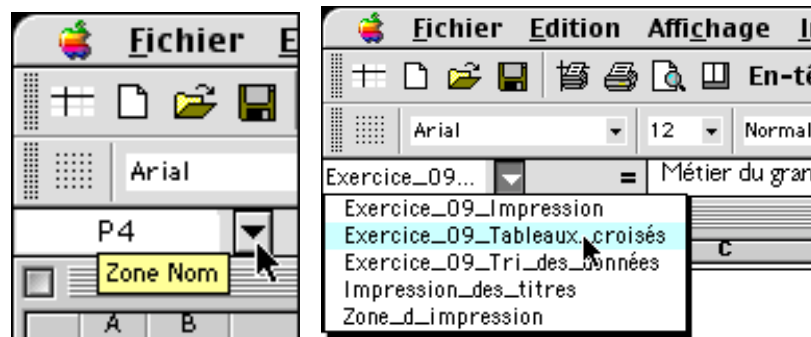 Fichier E
Arial
P4
Zone Nom
A B
Fichier Edition Affichage
En-tê
Arial 12 Normal
Exercice_09... = Métier du gran
Exercice_09_Impression
Exercice_09_Tableaux_croisés
C
Exercice_09_Tri_des_données
Impression_des_titres
Zone_d_impression